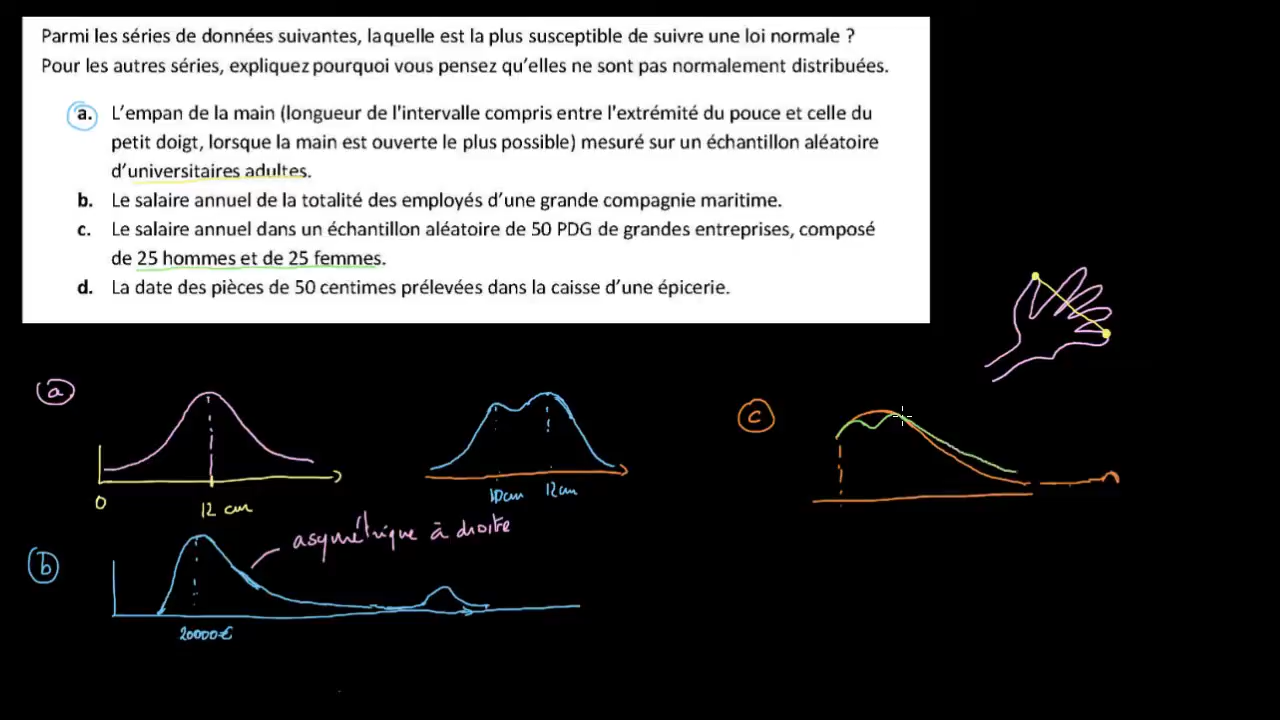 Parmi les séries de données suivantes, laquelle est la plus susceptible de suivre une loi normale ?
Pour les autres séries, expliquez pourquoi vous pensez qu'elles ne sont pas normalement distribuées.
a. L'empan de la main (longueur de l'intervalle compris entre l'extrémité du pouce et celle du
petit doigt, lorsque la main est ouverte le plus possible) mesuré sur un échantillon aléatoire
d'universitaires adultes.
b. Le salaire annuel de la totalité des employés d'une grande compagnie maritime.
c. Le salaire annuel dans un échantillon aléatoire de 50 PDG de grandes entreprises, composé
de 25 hommes et de 25 femmes.
d. La date des pièces de 50 centimes prélevées dans la caisse d'une épicerie.
a
0
12 cm
10cm 12cm
c
asymétrique à droite
b
20000€